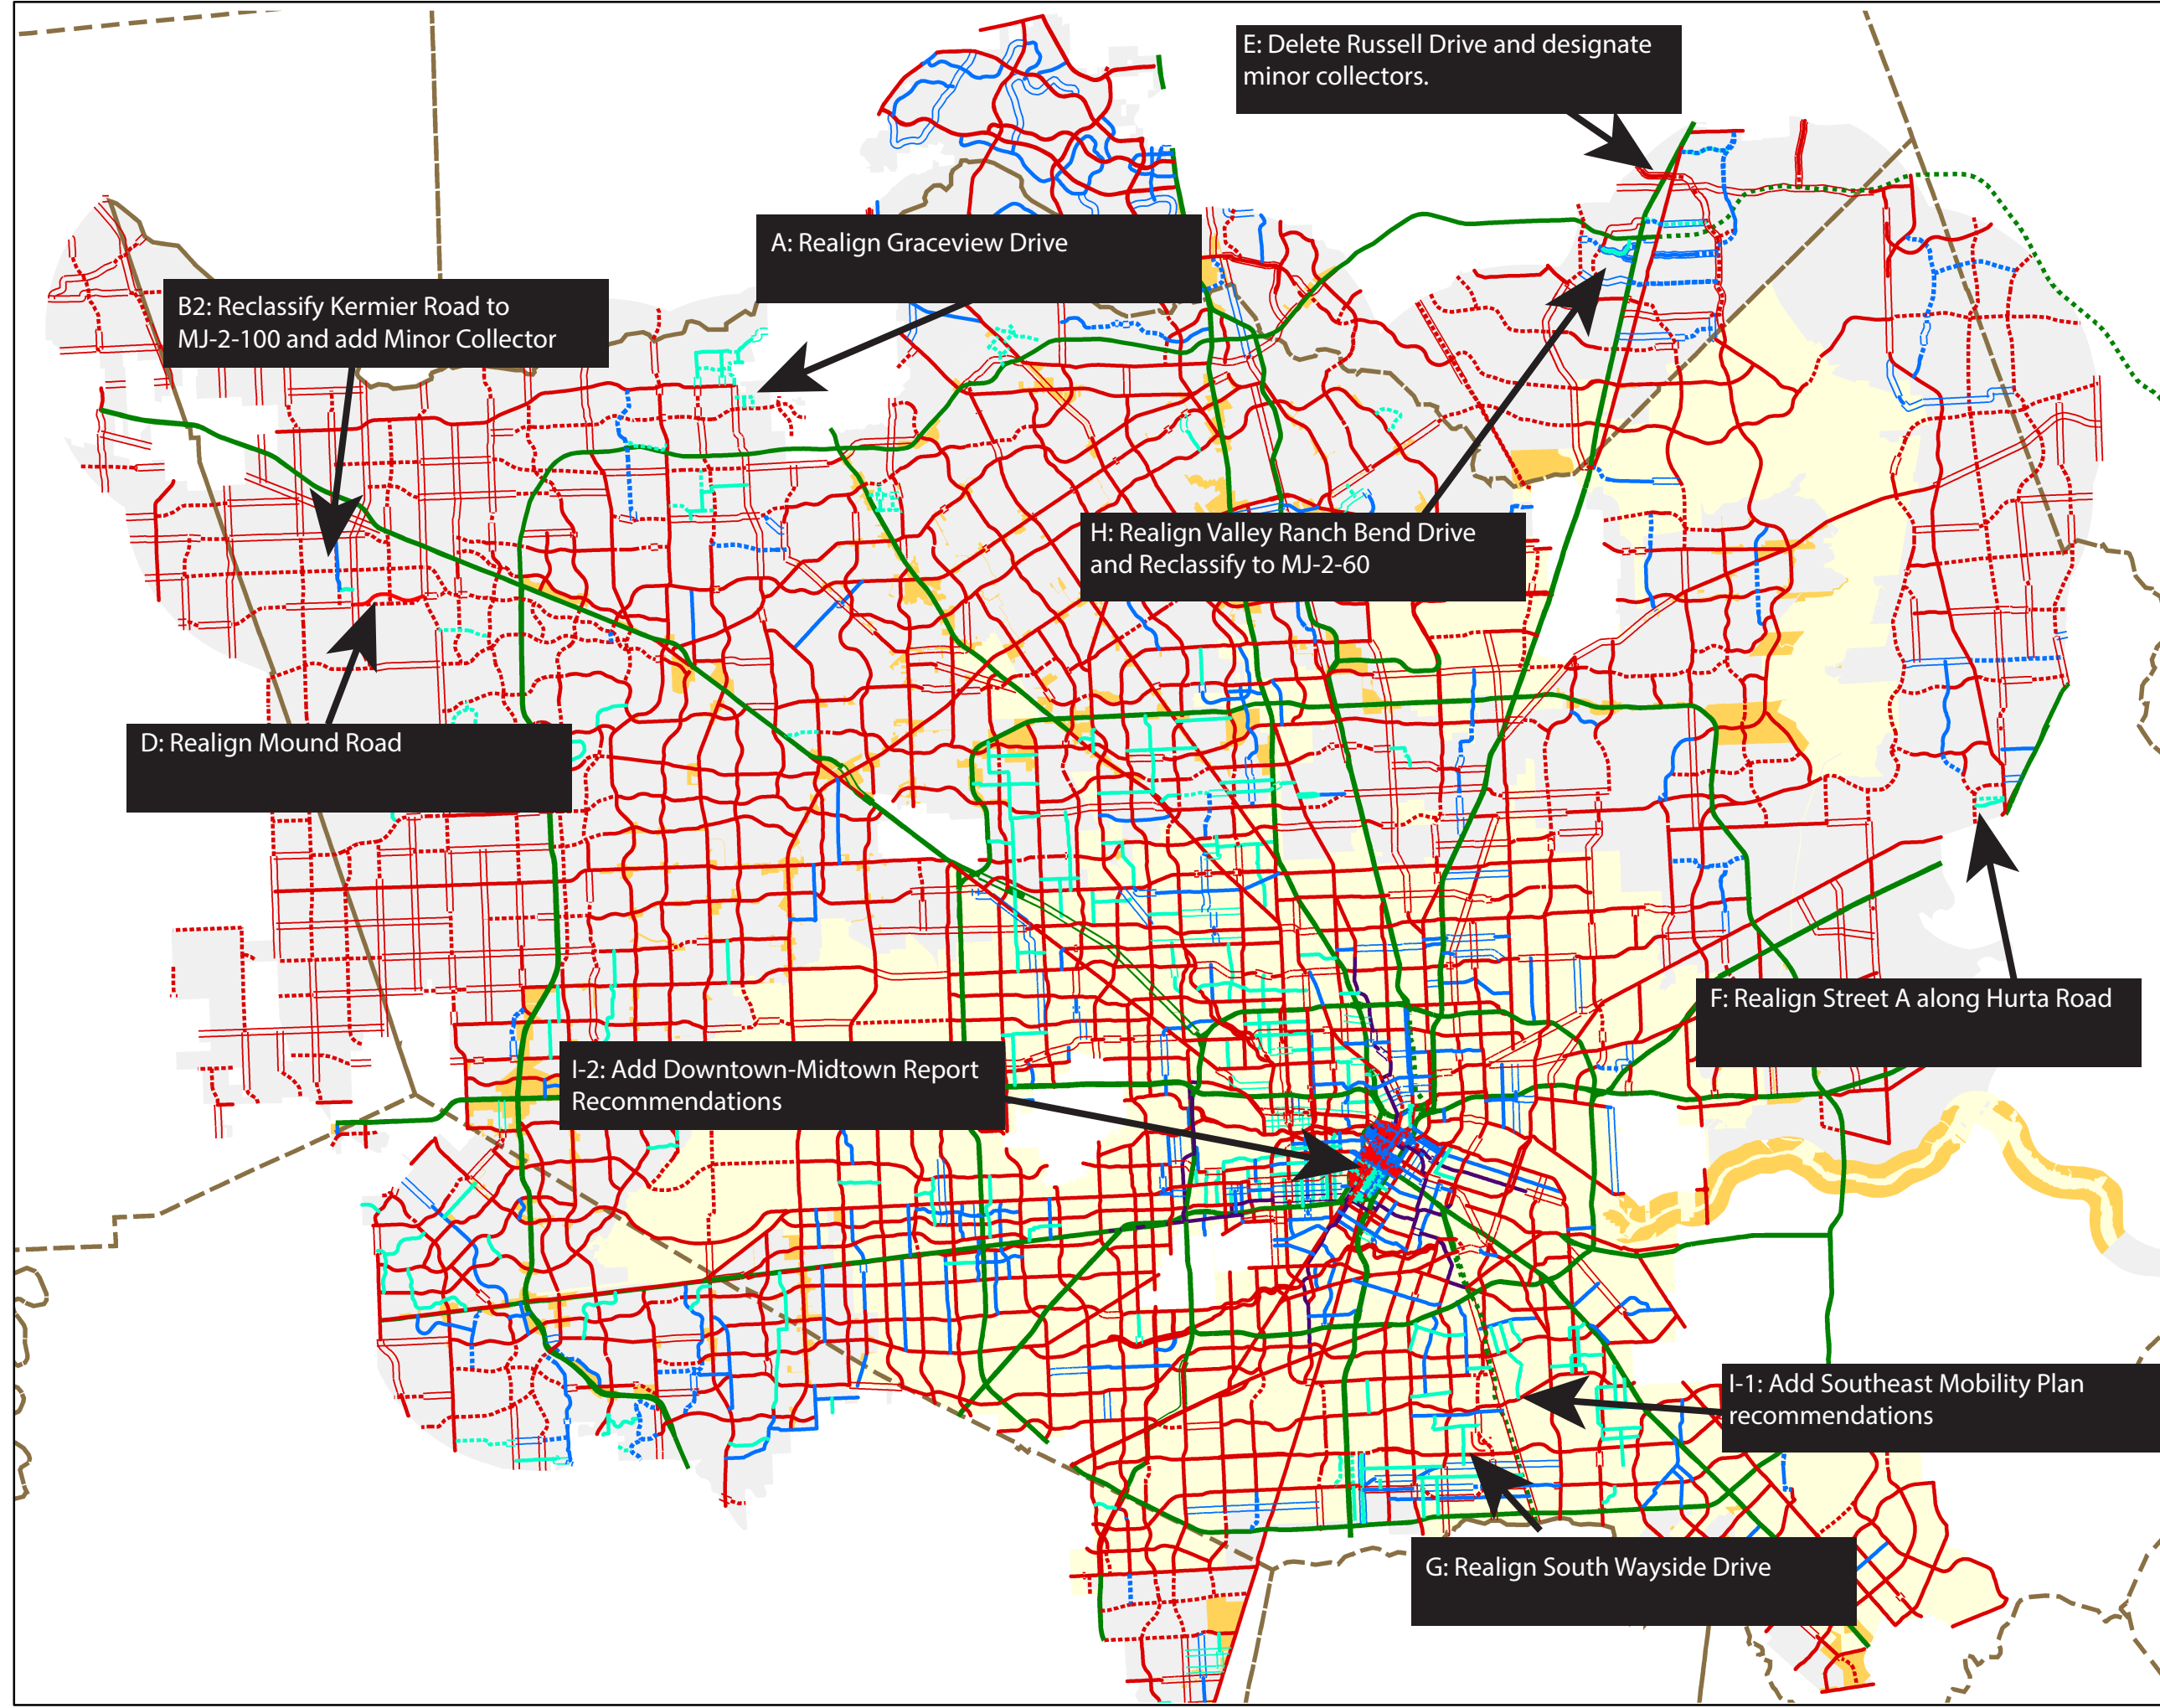 E: Delete Russell Drive and designate
minor collectors.
A: Realign Graceview Drive
B2: Reclassify Kermier Road to
MJ-2-100 and add Minor Collector
H: Realign Valley Ranch Bend Drive
and Reclassify to MJ-2-60
D: Realign Mound Road
F: Realign Street A along Hurta Road
I-2: Add Downtown-Midtown Report
Recommendations
I-1: Add Southeast Mobility Plan
recommendations
G: Realign South Wayside Drive